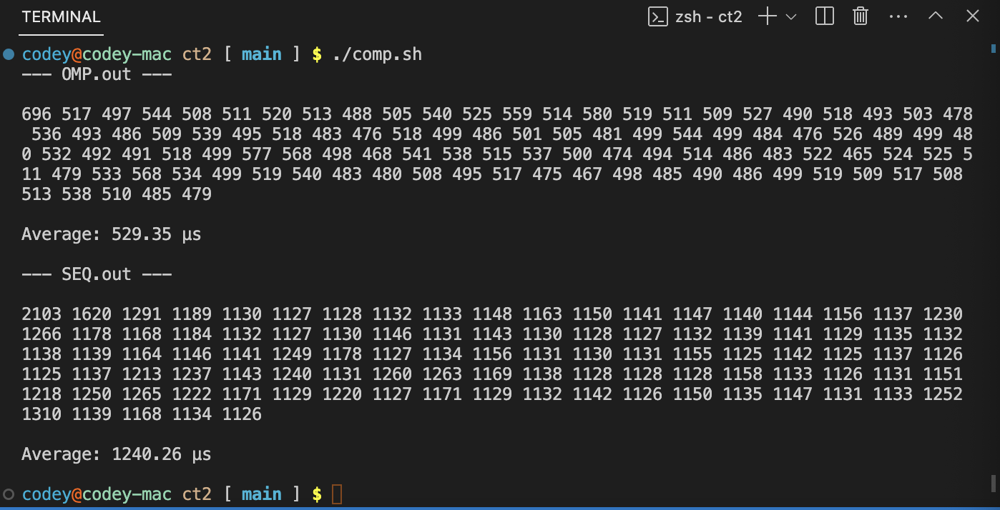 TERMINAL
zsh - ct2
codey@codey-mac ct2 [ main ] $ ./comp.sh
--- OMP.out ---
696 517 497 544 508 511 520 513 488 505 540 525 559 514 580 519 511 509 527 490 518 493 503 478
536 493 486 509 539 495 518 483 476 518 499 486 501 505 481 499 544 499 484 476 526 489 499 48
0 532 492 491 518 499 577 568 498 468 541 538 515 537 500 474 494 514 486 483 522 465 524 525 5
11 479 533 568 534 499 519 540 483 480 508 495 517 475 467 498 485 490 486 499 519 509 517 508
513 538 510 485 479
Average: 529.35 µs
--- SEQ.out ---
2103 1620 1291 1189 1130 1127 1128 1132 1133 1148 1163 1150 1141 1147 1140 1144 1156 1137 1230
1266 1178 1168 1184 1132 1127 1130 1146 1131 1143 1130 1128 1127 1132 1139 1141 1129 1135 1132
1138 1139 1164 1146 1141 1249 1178 1127 1134 1156 1131 1130 1131 1155 1125 1142 1125 1137 1126
1125 1137 1213 1237 1143 1240 1131 1260 1263 1169 1138 1128 1128 1128 1158 1133 1126 1131 1151
1218 1250 1265 1222 1171 1129 1220 1127 1171 1129 1132 1142 1126 1150 1135 1147 1131 1133 1252
1310 1139 1168 1134 1126
Average: 1240.26 µs
codey@codey-mac ct2 [ main ] $